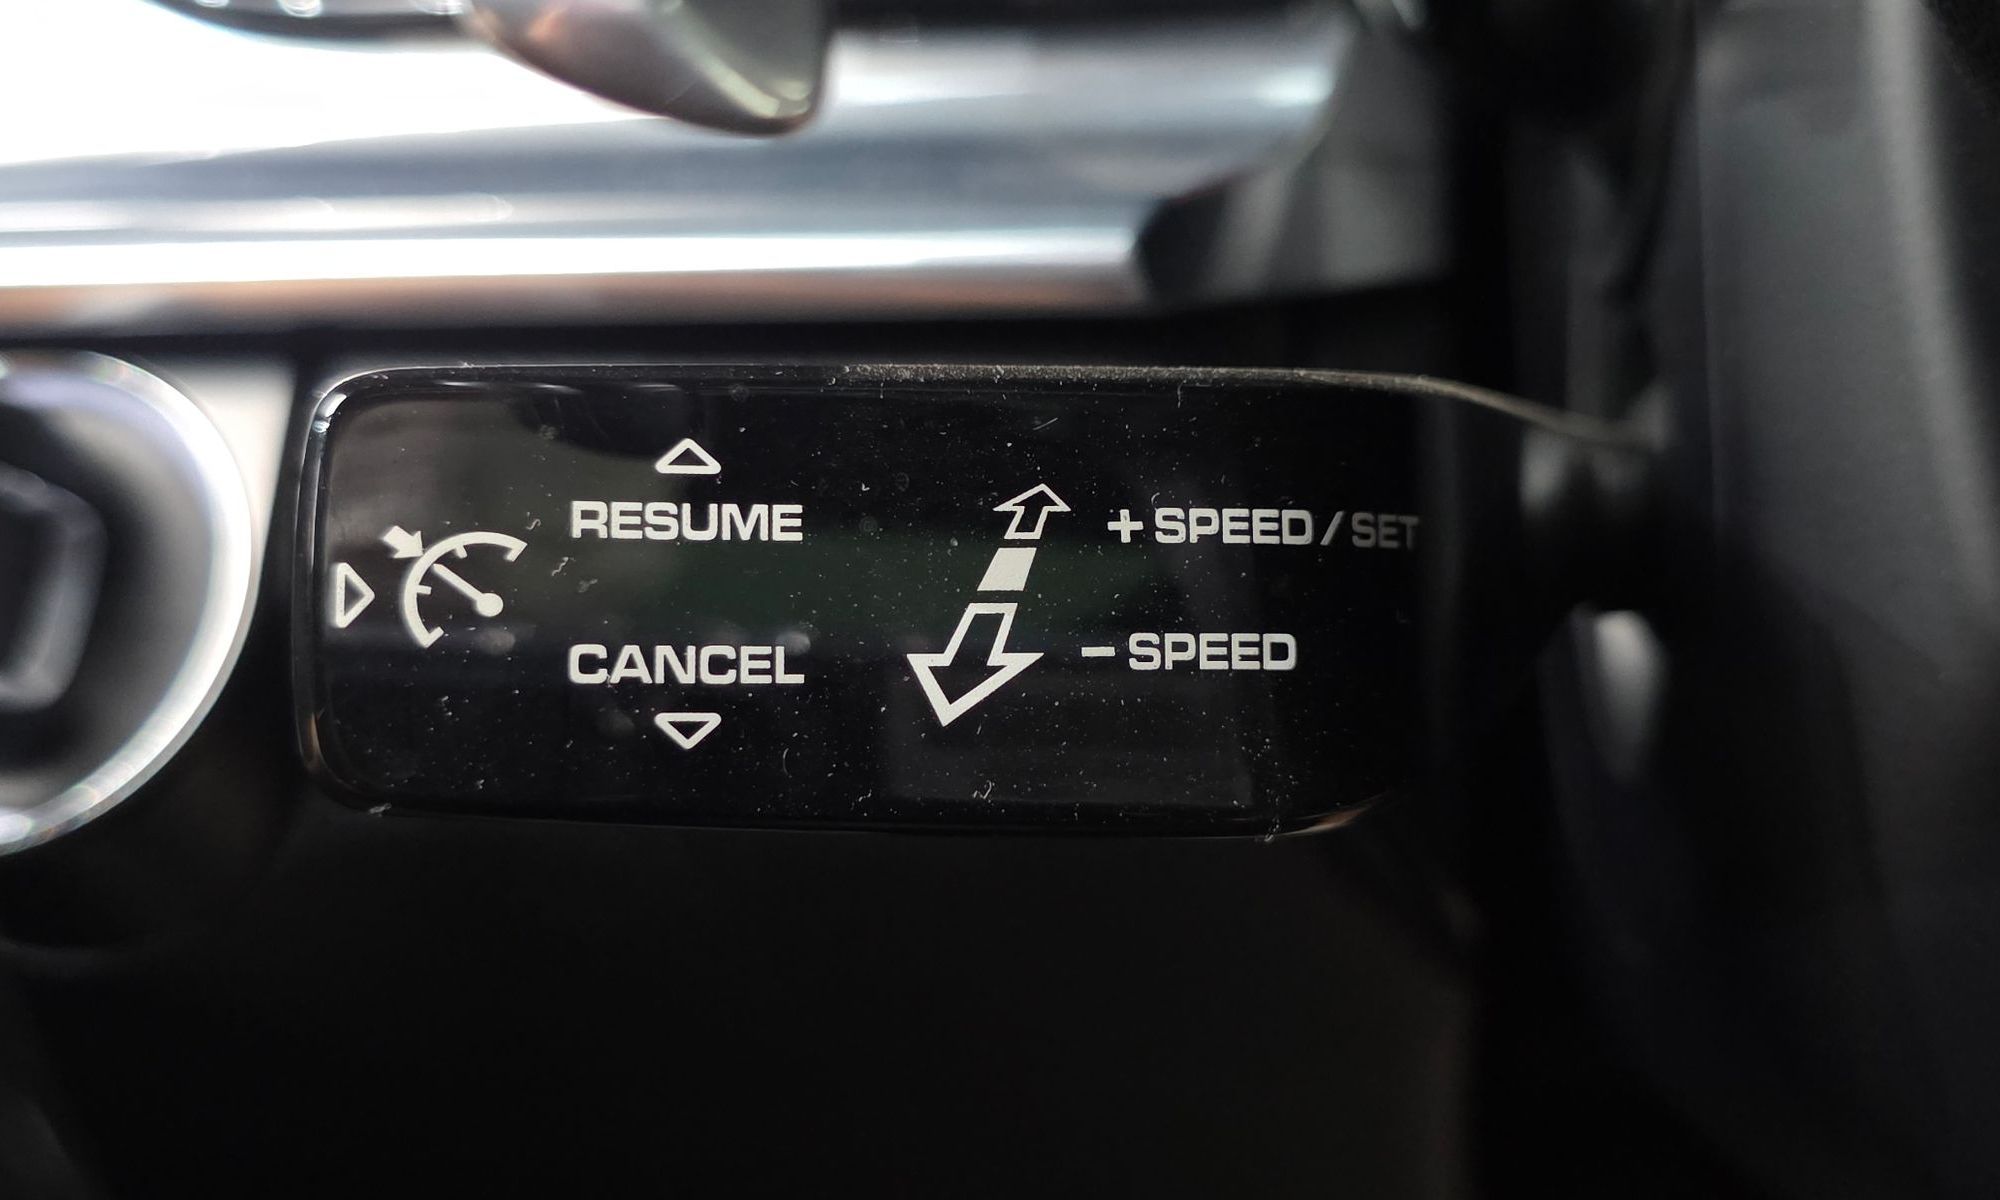 RESUME
+ SPEED / SET
CANCEL
- SPEED